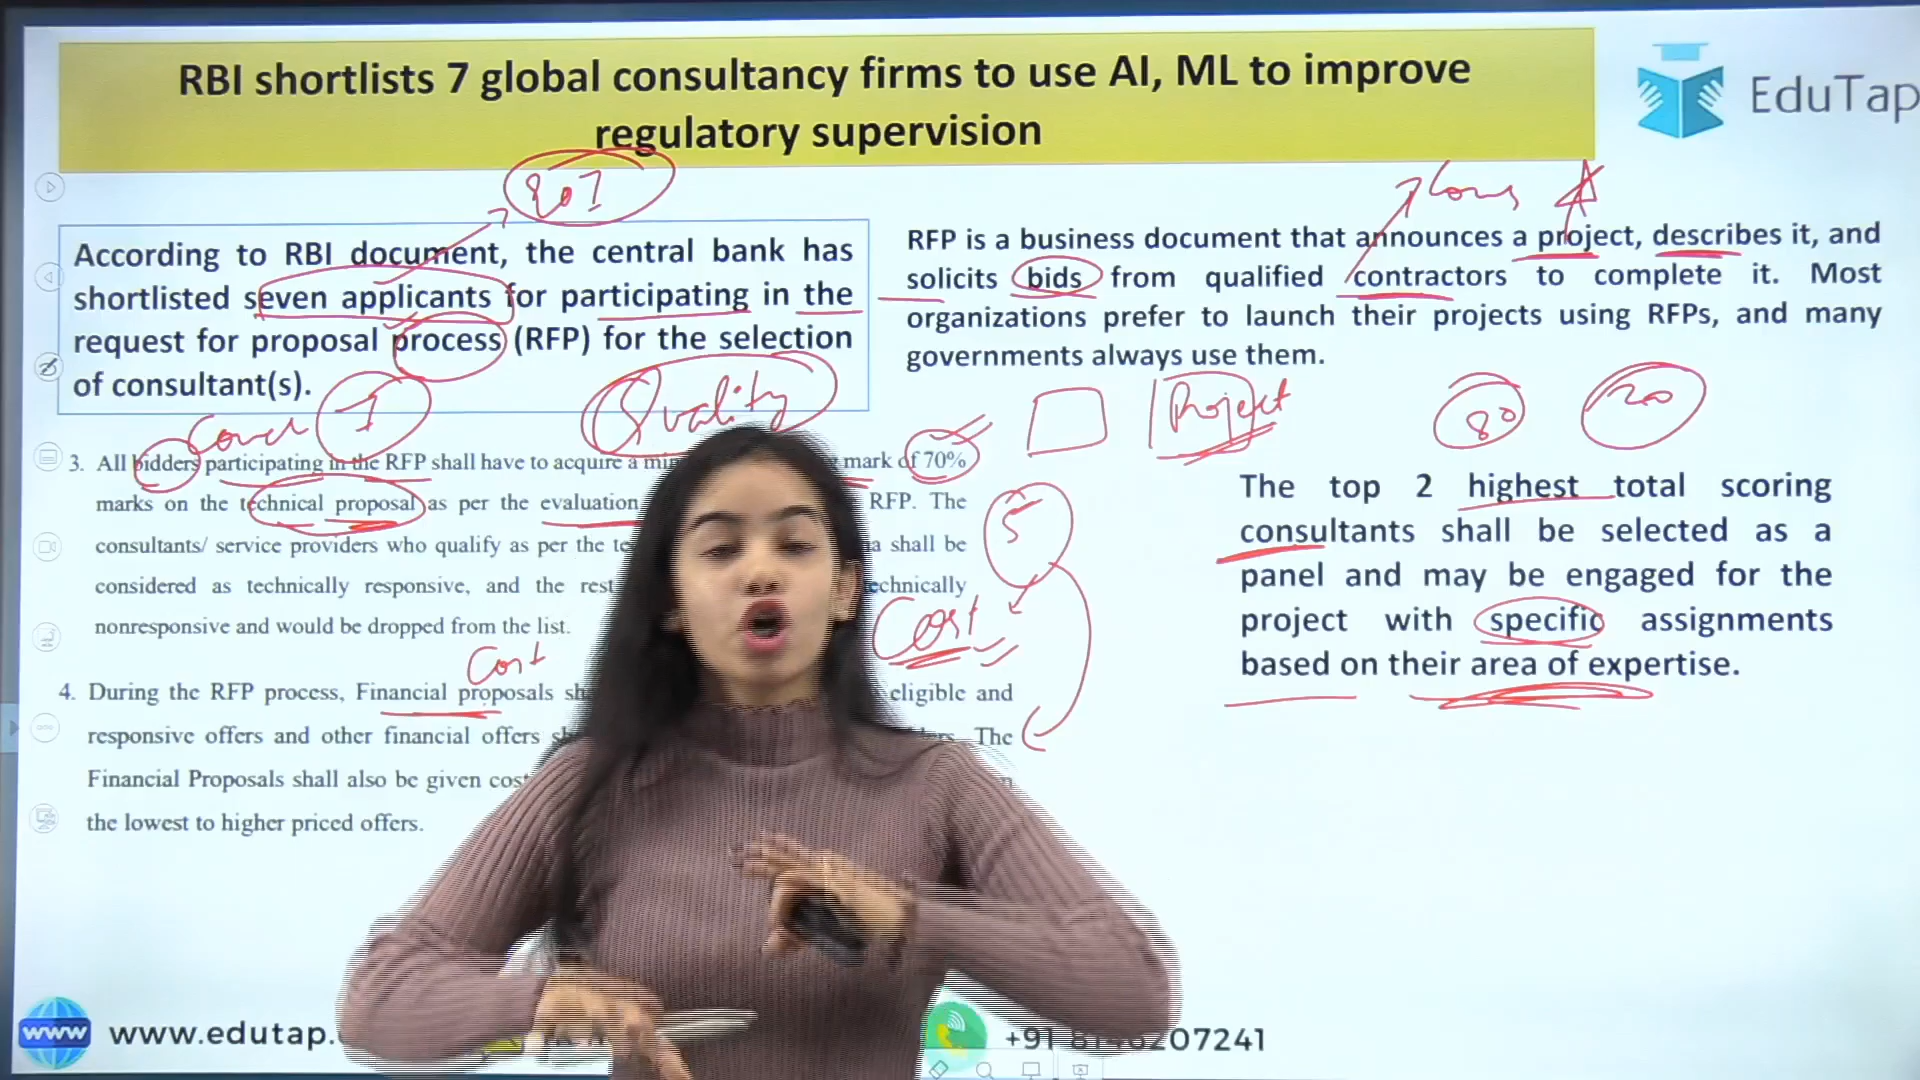 RBI shortlists 7 global consultancy firms to use AI, ML to improve
regulatory supervision
EduTap
According to RBI document, the central bank has
shortlisted seven applicants for participating in the
request for proposal process (RFP) for the selection
of consultant(s).
RFP is a business document that announces a project, describes it, and
solicits bids from qualified contractors to complete it. Most
organizations prefer to launch their projects using RFPs, and many
governments always use them.
Quality
Project
80
20
3. All bidders participating in the RFP shall have to acquire a mark of 70%
marks on the technical proposal as per the evaluation RFP. The
consultants/ service providers who qualify as per the shall be
considered as technically responsive, and the rest technically
nonresponsive and would be dropped from the list.
5
Cost
Cost
4. During the RFP process, Financial proposals eligible and
responsive offers and other financial offers The
Financial Proposals shall also be given cost
the lowest to higher priced offers.
The top 2 highest total scoring
consultants shall be selected as a
panel and may be engaged for the
project with specific assignments
based on their area of expertise.
www
www.edutap.
+91 8146207241